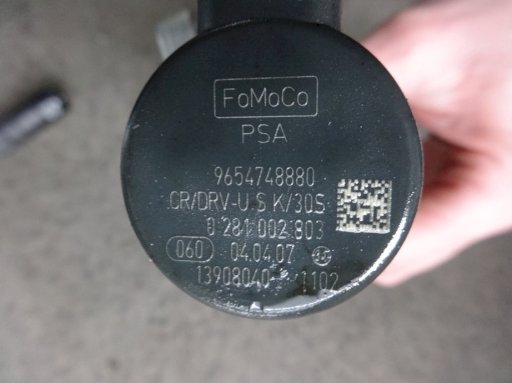 FoMoCo
PSA
9654748880
CR/DRV-U S K/30S
0 281 002 803
060 04.04.07
13908040 1102